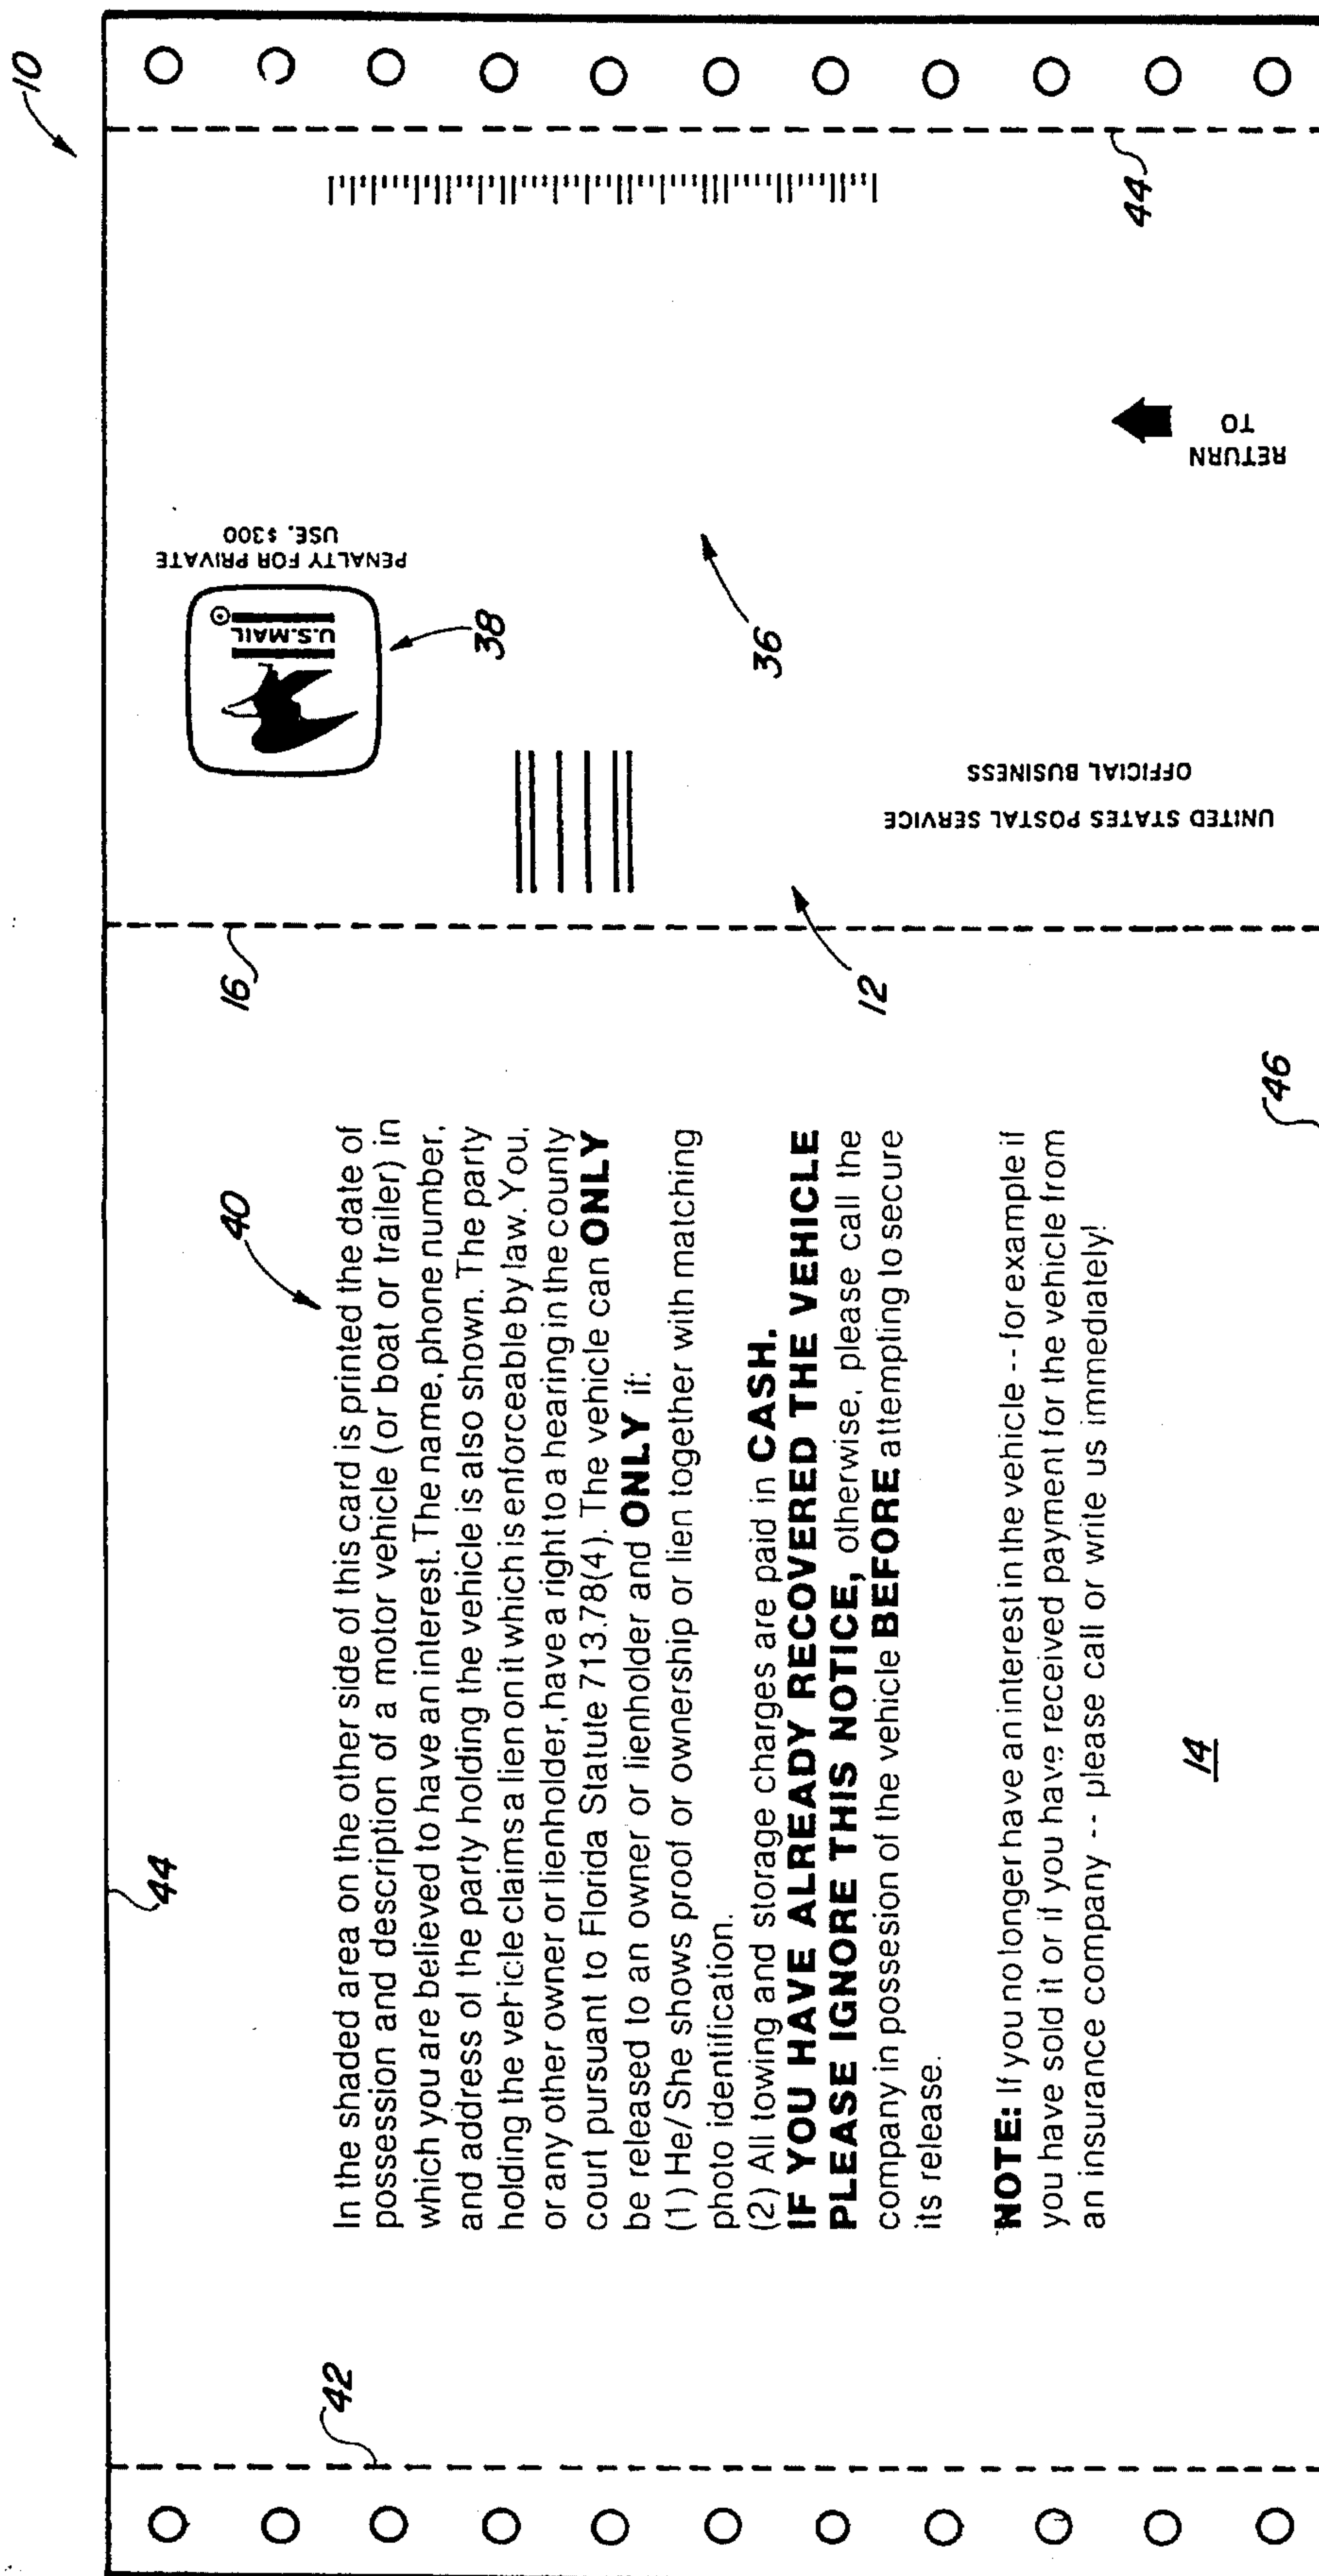 10
44
42
40
In the shaded area on the other side of this card is printed the date of
possession and description of a motor vehicle (or boat or trailer) in
which you are believed to have an interest. The name, phone number,
and address of the party holding the vehicle is also shown. The party
holding the vehicle claims a lien on it which is enforceable by law. You,
or any other owner or lienholder, have a right to a hearing in the county
court pursuant to Florida Statute 713.78(4). The vehicle can ONLY
be released to an owner or lienholder and ONLY if:
(1) He/She shows proof or ownership or lien together with matching
photo identification.
(2) All towing and storage charges are paid in CASH.
IF YOU HAVE ALREADY RECOVERED THE VEHICLE
PLEASE IGNORE THIS NOTICE, otherwise, please call the
company in possesion of the vehicle BEFORE attempting to secure
its release.
NOTE: If you no longer have an interest in the vehicle -- for example if
you have sold it or if you have received payment for the vehicle from
an insurance company -- please call or write us immediately!
14
46
16
12
UNITED STATES POSTAL SERVICE
OFFICIAL BUSINESS
U.S.MAIL
PENALTY FOR PRIVATE
USE. $300
38
36
RETURN
TO
44